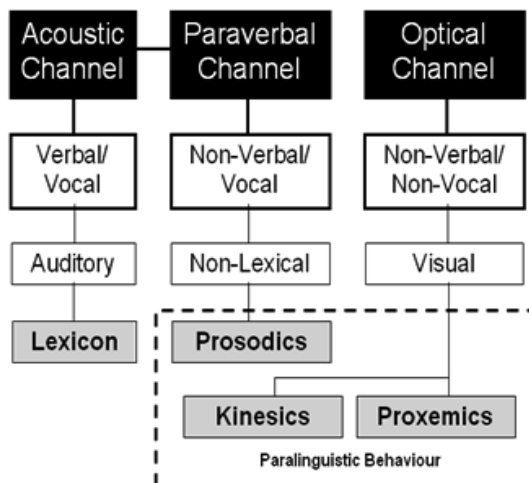 Acoustic
Channel
Paraverbal
Channel
Optical
Channel
Verbal/
Vocal
Non-Verbal/
Vocal
Non-Verbal/
Non-Vocal
Auditory
Non-Lexical
Visual
Lexicon
Prosodics
Kinesics
Proxemics
Paralinguistic Behaviour